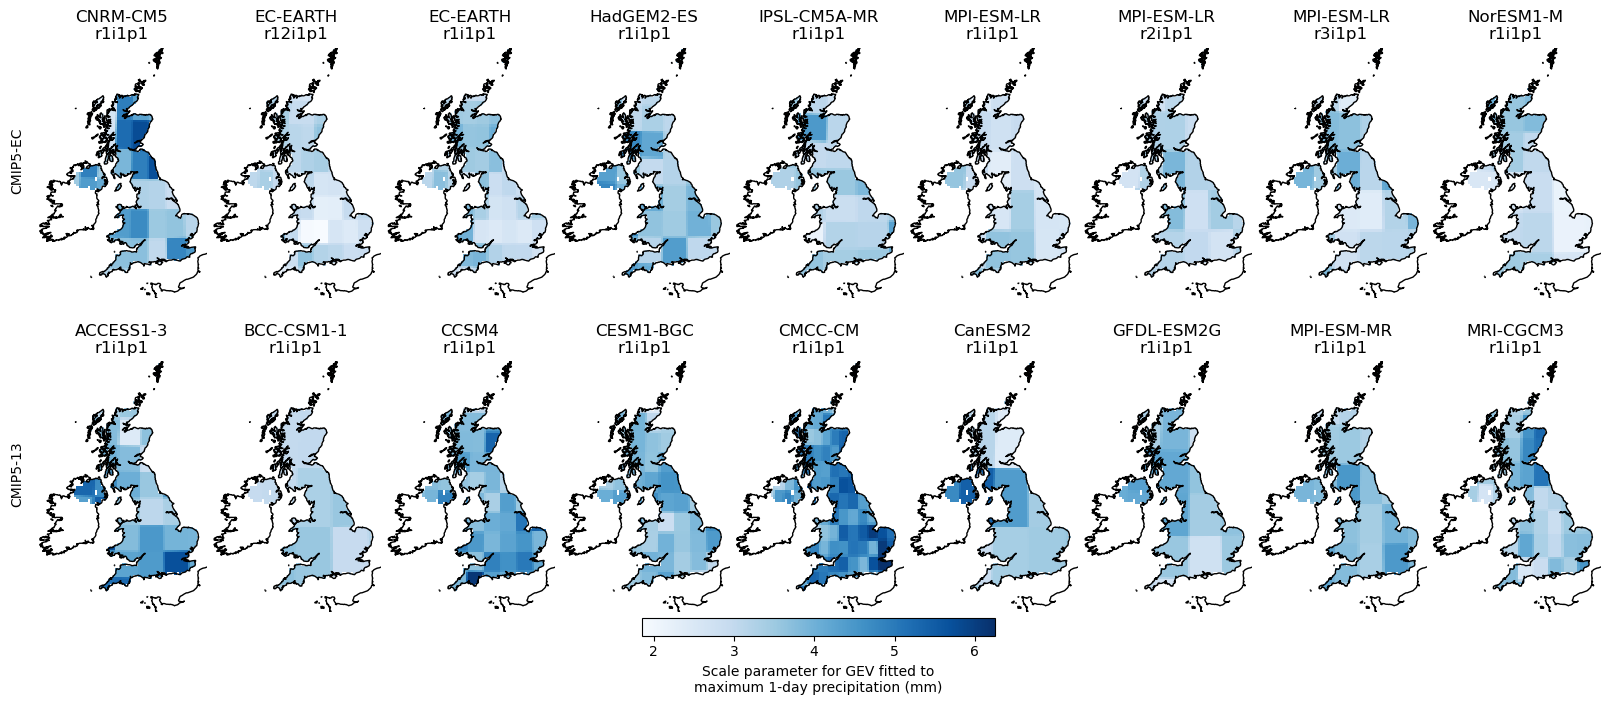 CNRM-CM5
r1i1p1
EC-EARTH
r12i1p1
EC-EARTH
r1i1p1
HadGEM2-ES
r1i1p1
IPSL-CM5A-MR
r1i1p1
MPI-ESM-LR
r1i1p1
MPI-ESM-LR
r2i1p1
MPI-ESM-LR
r3i1p1
NorESM1-M
r1i1p1
CMIP5-EC
ACCESS1-3
r1i1p1
BCC-CSM1-1
r1i1p1
CCSM4
r1i1p1
CESM1-BGC
r1i1p1
CMCC-CM
r1i1p1
CanESM2
r1i1p1
GFDL-ESM2G
r1i1p1
MPI-ESM-MR
r1i1p1
MRI-CGCM3
r1i1p1
CMIP5-13
2 3 4 5 6
Scale parameter for GEV fitted to
maximum 1-day precipitation (mm)